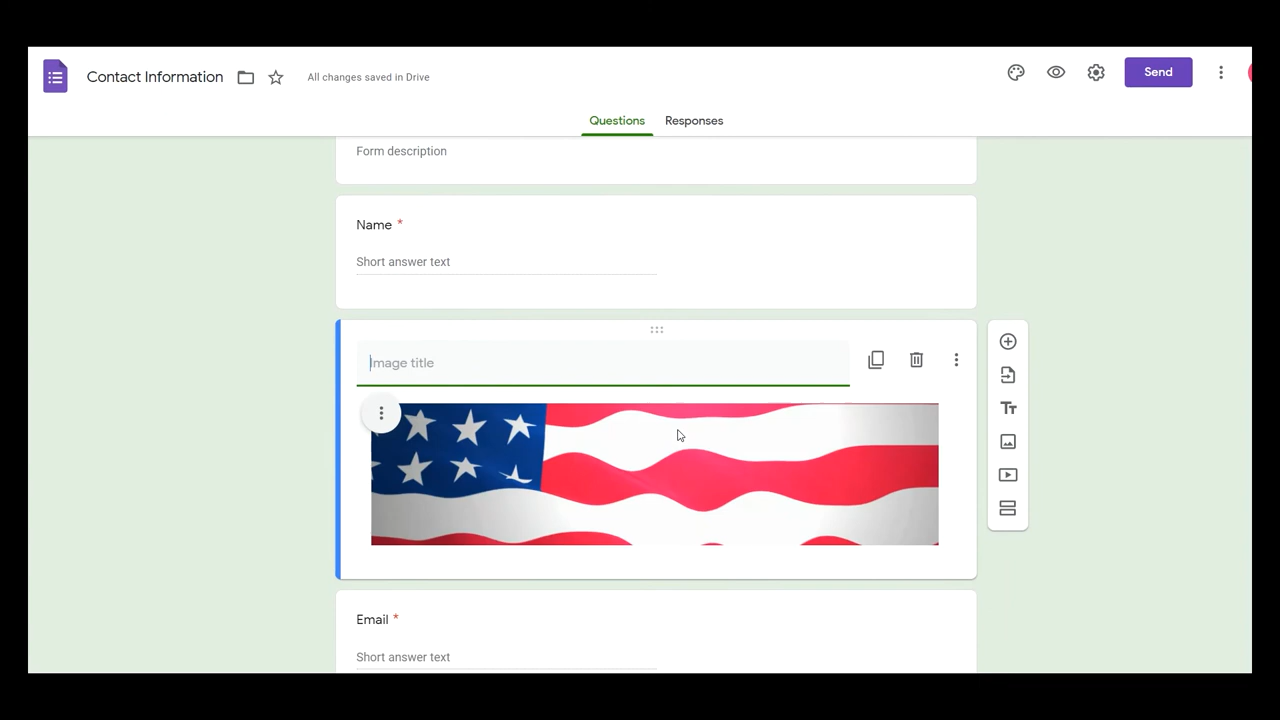 Contact Information
All changes saved in Drive
Send
Questions Responses
Form description
Name *
Short answer text
Image title
Tт
Email *
Short answer text